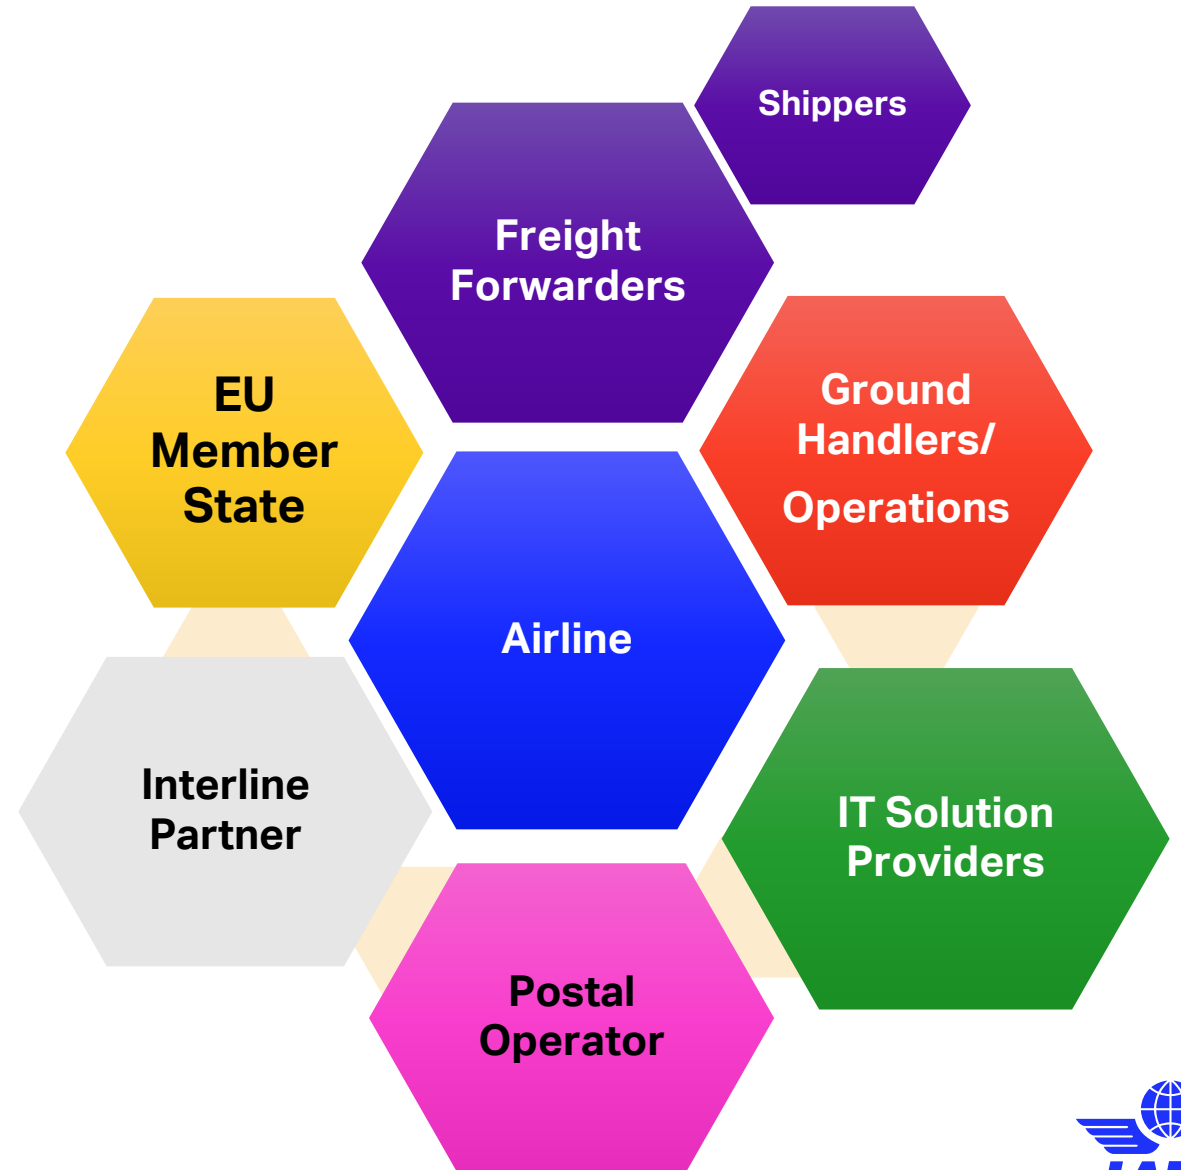 Shippers
Freight
Forwarders
EU
Member
State
Ground
Handlers/
Operations
Airline
Interline
Partner
IT Solution
Providers
Postal
Operator